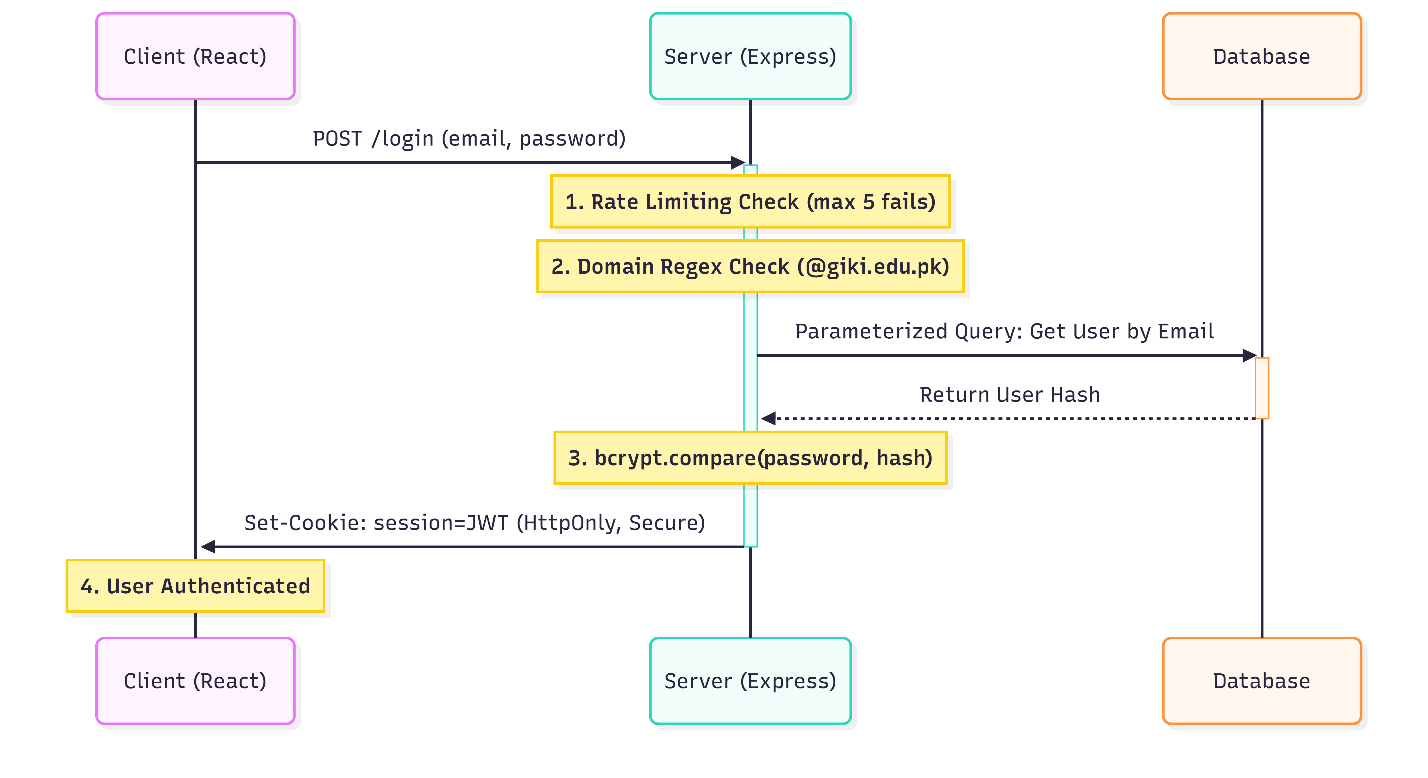 Client (React)
Server (Express)
Database
POST /login (email, password)
1. Rate Limiting Check (max 5 fails)
2. Domain Regex Check (@giki.edu.pk)
Parameterized Query: Get User by Email
Return User Hash
3. bcrypt.compare(password, hash)
Set-Cookie: session=JWT (HttpOnly, Secure)
4. User Authenticated
Client (React)
Server (Express)
Database